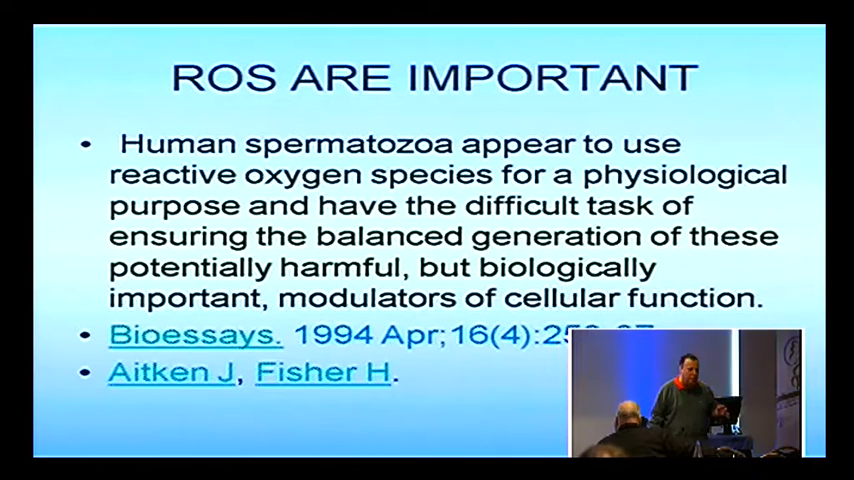 ROS ARE IMPORTANT
• Human spermatozoa appear to use
reactive oxygen species for a physiological
purpose and have the difficult task of
ensuring the balanced generation of these
potentially harmful, but biologically
important, modulators of cellular function.
• Bioessays. 1994 Apr;16(4):
• Aitken J, Fisher H.